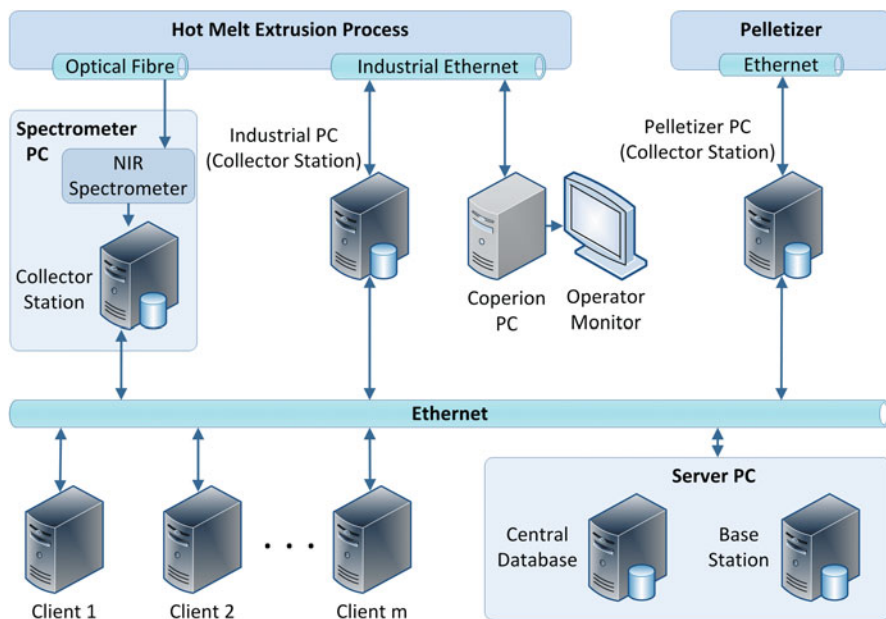 Hot Melt Extrusion Process
Pelletizer
Optical Fibre
Industrial Ethernet
Ethernet
Spectrometer
PC
NIR
Spectrometer
Collector
Station
Industrial PC
(Collector Station)
Coperion
PC
Operator
Monitor
Pelletizer PC
(Collector Station)
Ethernet
Client 1
Client 2
. . .
Client m
Server PC
Central
Database
Base
Station